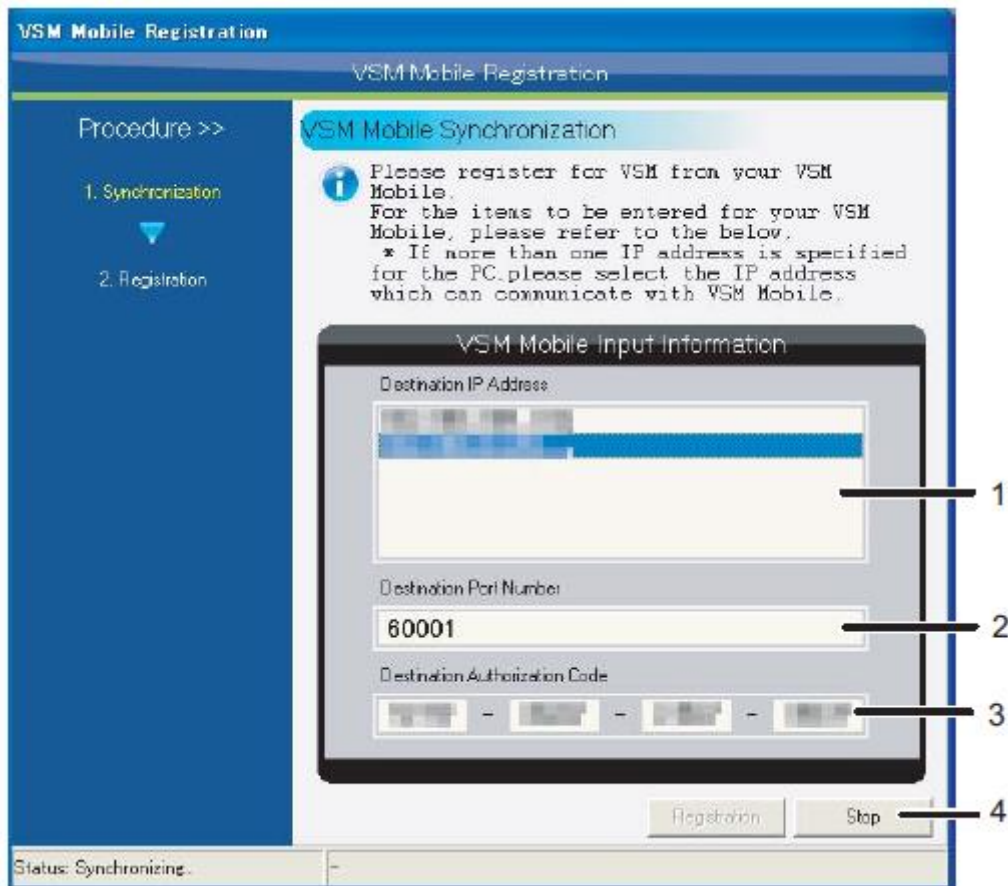 VSM Mobile Registration
VSM Mobile Registration
Procedure >>
1. Synchronization
2. Registration
VSM Mobile Synchronization
Please register for VSM from your VSM
Mobile.
For the items to be entered for your VSM
Mobile, please refer to the below.
* If more than one IP address is specified
for the PC.please select the IP address
which can communicate with VSM Mobile.
VSM Mobile Input Information
Destination IP Address
1
Destination Port Number
60001
2
Destination Authorization Code
- - -
3
Registration
Stop
4
Status: Synchronizing..
-